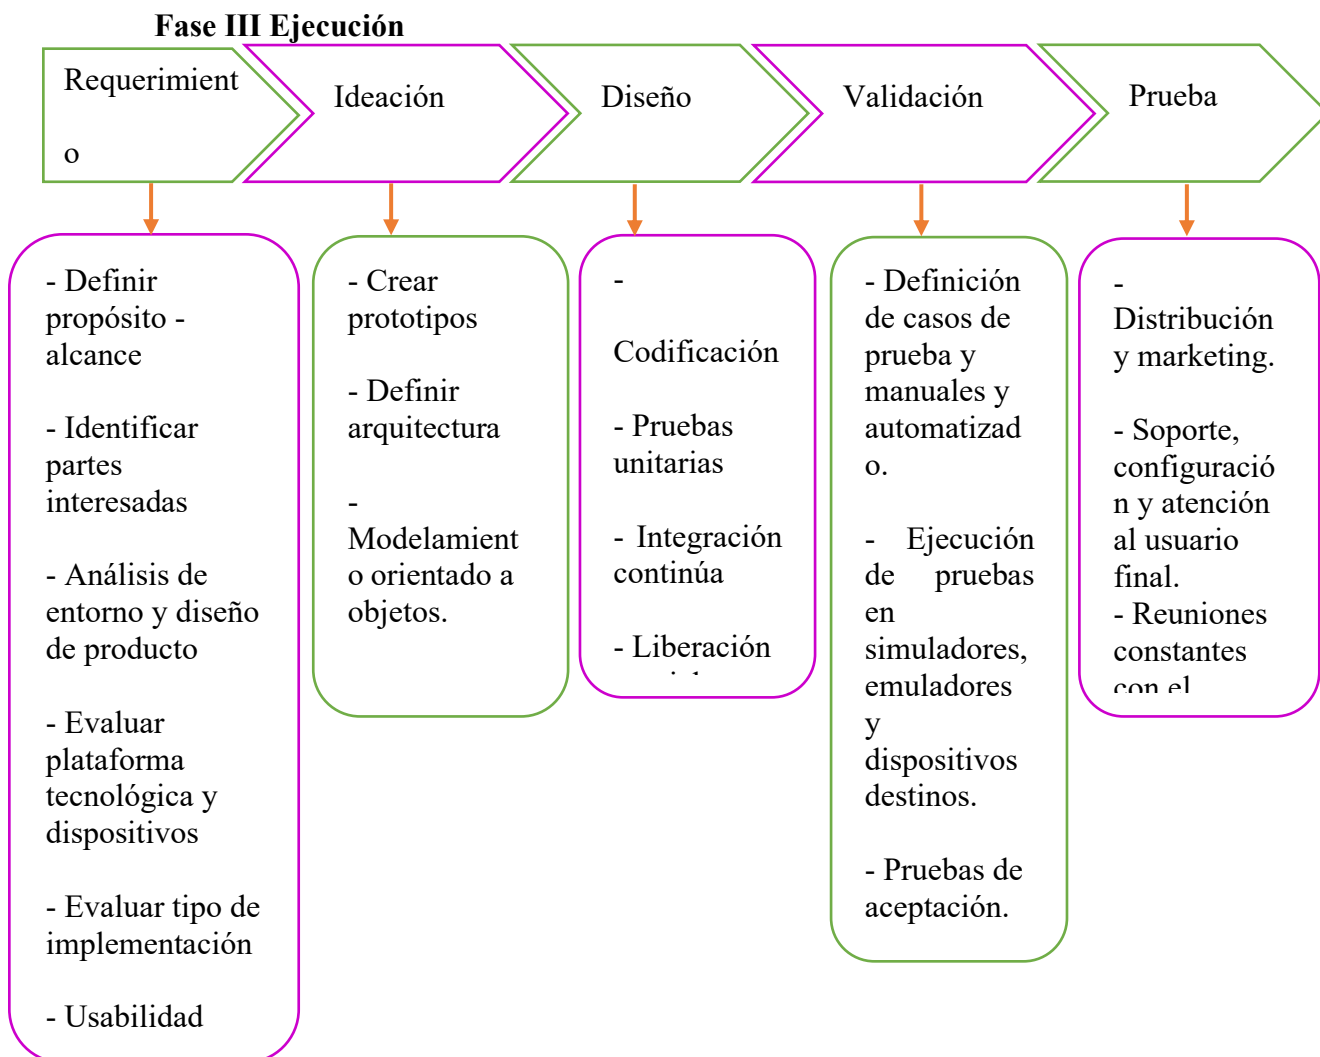 Fase III Ejecución
Requerimient
o
Ideación
Diseño
Validación
Prueba
- Definir
propósito -
alcance
- Identificar
partes
interesadas
- Análisis de
entorno y diseño
de producto
- Evaluar
plataforma
tecnológica y
dispositivos
- Evaluar tipo de
implementación
- Usabilidad
- Crear
prototipos
- Definir
arquitectura
-
Modelamient
o orientado a
objetos.
-
Codificación
- Pruebas
unitarias
- Integración
continúa
- Liberación
- Definición
de casos de
prueba y
manuales y
automatizad
o.
- Ejecución
de pruebas
en
simuladores,
emuladores
y
dispositivos
destinos.
- Pruebas de
aceptación.
-
Distribución
y marketing.
- Soporte,
configuració
n y atención
al usuario
final.
- Reuniones
constantes
con el